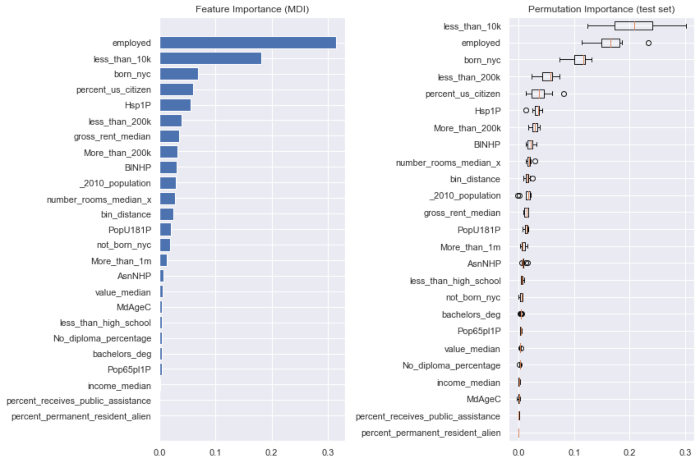 Feature Importance (MDI)
employed
less_than_10k
born_nyc
percent_us_citizen
Hsp1P
less_than_200k
gross_rent_median
More_than_200k
BlNHP
_2010_population
number_rooms_median_x
bin_distance
PopU181P
not_born_nyc
More_than_1m
AsnNHP
value_median
MdAgeC
less_than_high_school
No_diploma_percentage
bachelors_deg
Pop65pl1P
income_median
percent_receives_public_assistance
percent_permanent_resident_alien
0.0 0.1 0.2 0.3
Permutation Importance (test set)
less_than_10k
employed
born_nyc
less_than_200k
percent_us_citizen
Hsp1P
More_than_200k
BlNHP
number_rooms_median_x
bin_distance
_2010_population
gross_rent_median
PopU181P
More_than_1m
AsnNHP
less_than_high_school
not_born_nyc
bachelors_deg
Pop65pl1P
value_median
No_diploma_percentage
income_median
MdAgeC
percent_receives_public_assistance
percent_permanent_resident_alien
0.0 0.1 0.2 0.3